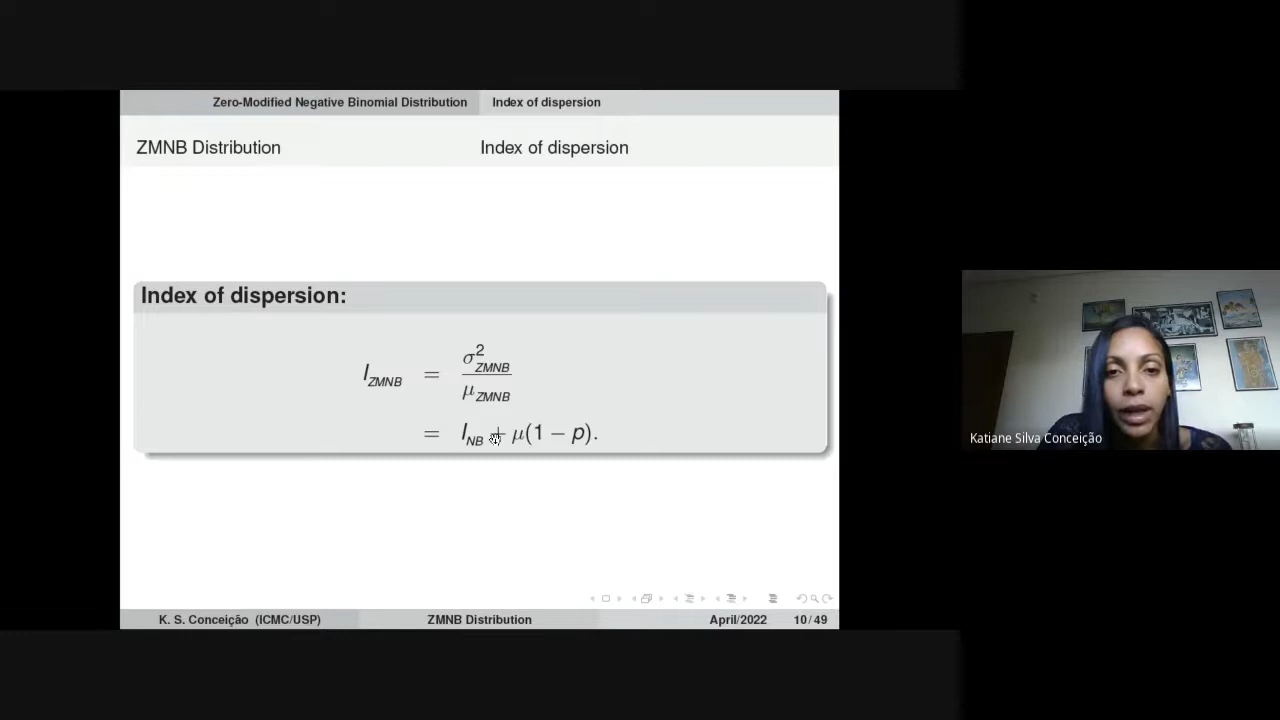 Zero-Modified Negative Binomial Distribution Index of dispersion
ZMNB Distribution Index of dispersion
Index of dispersion:
I_ZMNB = σ²_ZMNB / μ_ZMNB
= I_NB + μ(1 − p).
Katiane Silva Conceição
K. S. Conceição (ICMC/USP) ZMNB Distribution April/2022 10/49